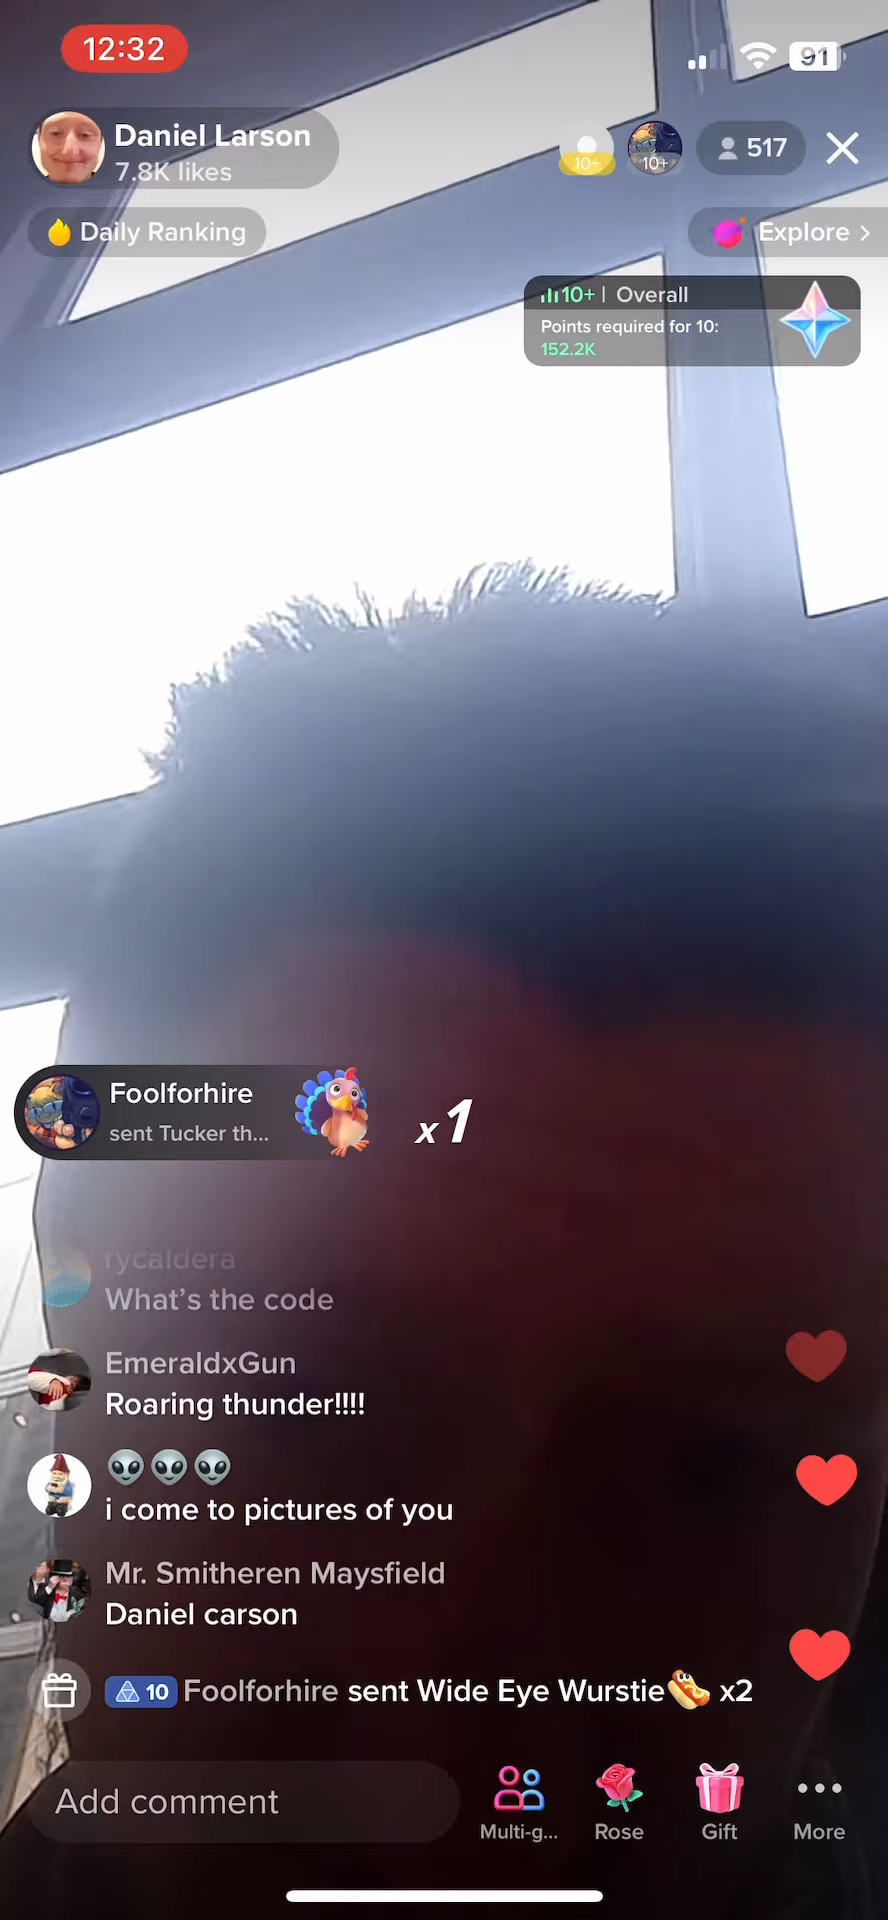 12:32
91
Daniel Larson
7.8K likes
10+
10+
517
Daily Ranking
Explore >
10+ | Overall
Points required for 10:
152.2K
Foolforhire
sent Tucker th...
x1
rycaldera
What's the code
EmeraldxGun
Roaring thunder!!!!
👽👽👽
i come to pictures of you
Mr. Smitheren Maysfield
Daniel carson
10 Foolforhire sent Wide Eye Wurstie🌭 x2
Add comment
Multi-g...
Rose
Gift
More